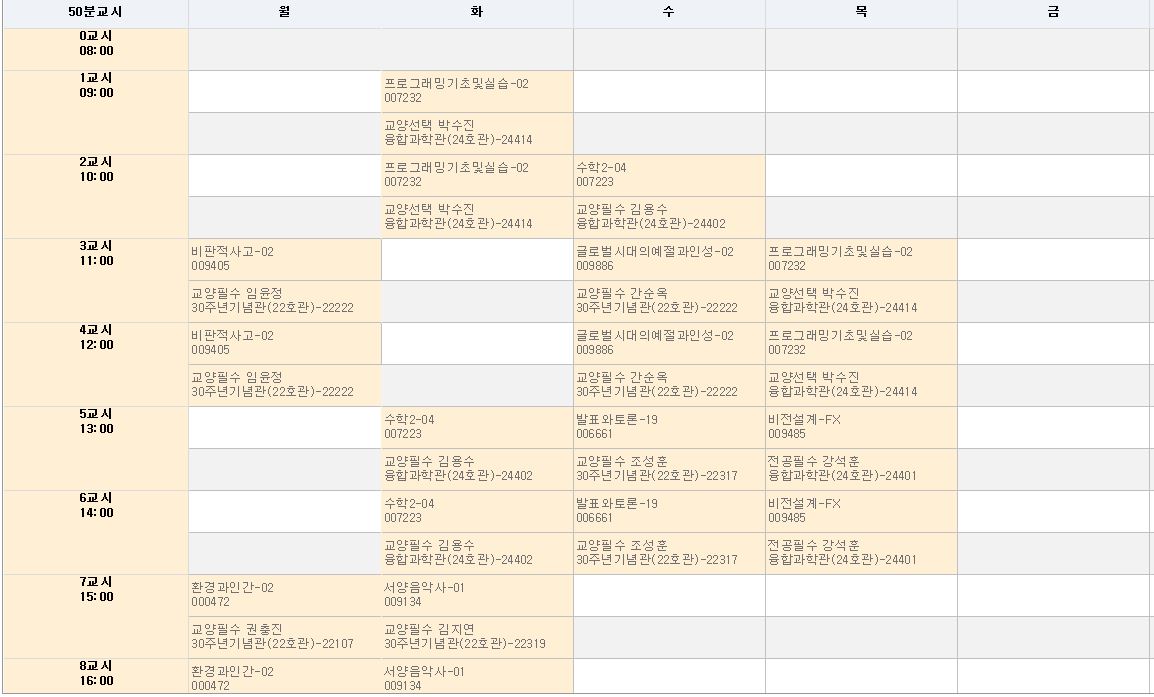 50분교시 월 화 수 목 금
0교시
08:00
1교시
09:00
프로그래밍기초및실습-02
007232
교양선택 박수진
융합과학관(24호관)-24414
2교시
10:00
프로그래밍기초및실습-02
007232
수학2-04
007223
교양선택 박수진
융합과학관(24호관)-24414
교양필수 김용수
융합과학관(24호관)-24402
3교시
11:00
비판적사고-02
009405
글로벌시대의예절과인성-02
009886
프로그래밍기초및실습-02
007232
교양필수 임윤정
30주년기념관(22호관)-22222
교양필수 간순옥
30주년기념관(22호관)-22222
교양선택 박수진
융합과학관(24호관)-24414
4교시
12:00
비판적사고-02
009405
글로벌시대의예절과인성-02
009886
프로그래밍기초및실습-02
007232
교양필수 임윤정
30주년기념관(22호관)-22222
교양필수 간순옥
30주년기념관(22호관)-22222
교양선택 박수진
융합과학관(24호관)-24414
5교시
13:00
수학2-04
007223
발표와토론-19
006661
비전설계-FX
009485
교양필수 김용수
융합과학관(24호관)-24402
교양필수 조성훈
30주년기념관(22호관)-22317
전공필수 강석훈
융합과학관(24호관)-24401
6교시
14:00
수학2-04
007223
발표와토론-19
006661
비전설계-FX
009485
교양필수 김용수
융합과학관(24호관)-24402
교양필수 조성훈
30주년기념관(22호관)-22317
전공필수 강석훈
융합과학관(24호관)-24401
7교시
15:00
환경과인간-02
000472
서양음악사-01
009134
교양필수 권충진
30주년기념관(22호관)-22107
교양필수 김지연
30주년기념관(22호관)-22319
8교시
16:00
환경과인간-02
000472
서양음악사-01
009134